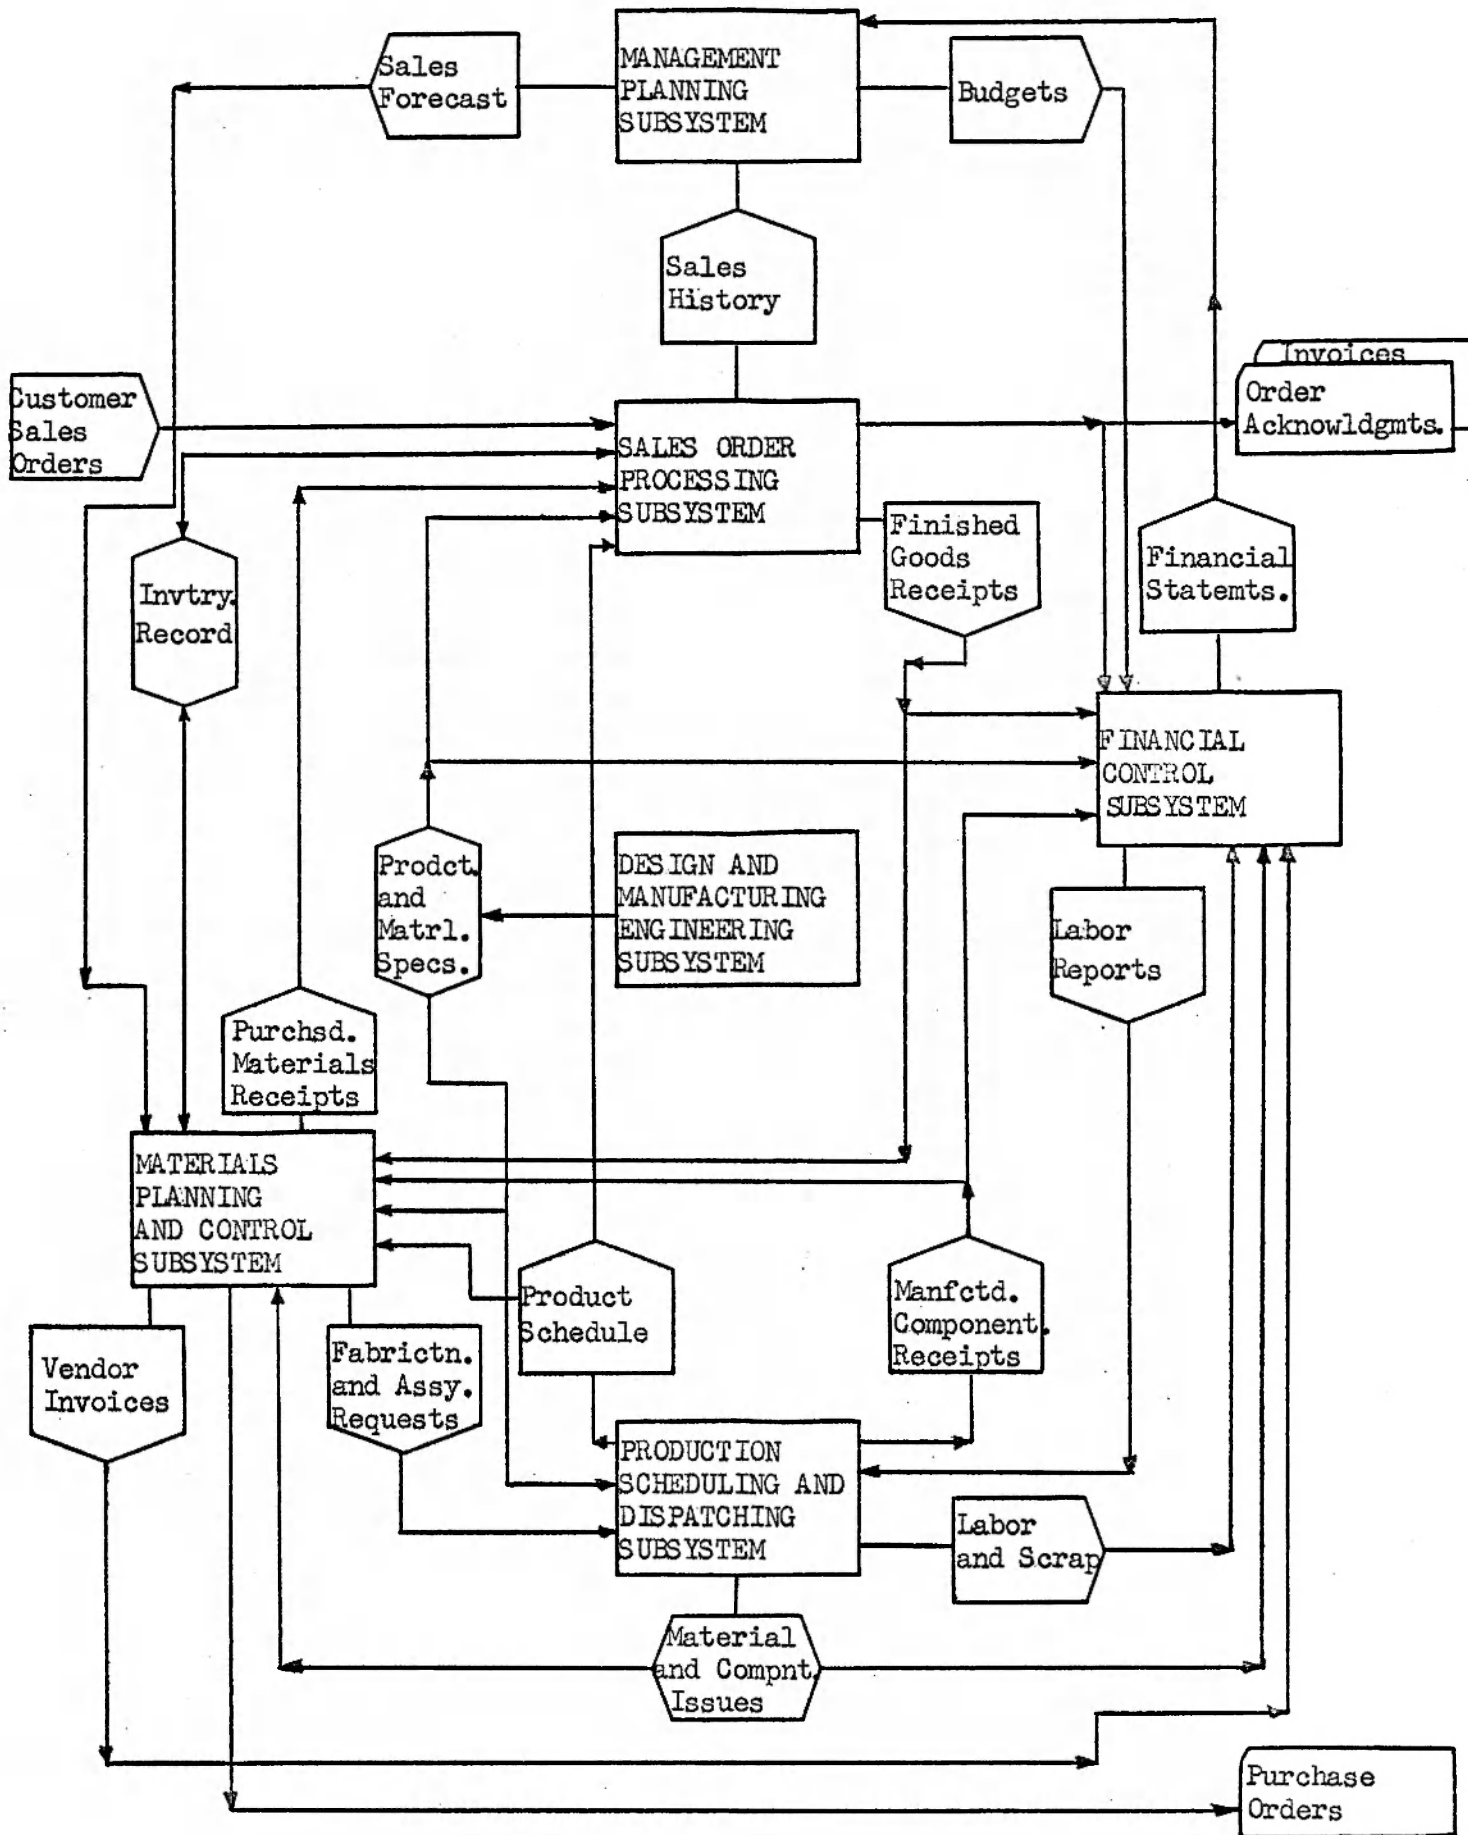 Sales
Forecast
MANAGEMENT
PLANNING
SUBSYSTEM
Budgets
Sales
History
Customer
Sales
Orders
SALES ORDER
PROCESSING
SUBSYSTEM
Invoices
Order
Acknowldgmts.
Finished
Goods
Receipts
Financial
Statemts.
Invtry.
Record
FINANCIAL
CONTROL
SUBSYSTEM
Prodct.
and
Matrl.
Specs.
DESIGN AND
MANUFACTURING
ENGINEERING
SUBSYSTEM
Labor
Reports
Purchsd.
Materials
Receipts
MATERIALS
PLANNING
AND CONTROL
SUBSYSTEM
Product
Schedule
Manfctd.
Component.
Receipts
Vendor
Invoices
Fabrictn.
and Assy.
Requests
PRODUCTION
SCHEDULING AND
DISPATCHING
SUBSYSTEM
Labor
and Scrap
Material
and Compnt.
Issues
Purchase
Orders